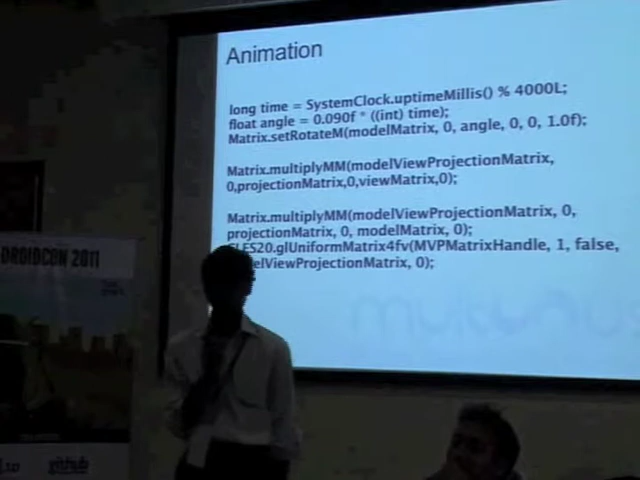 Animation
long time = SystemClock.uptimeMillis() % 4000L;
float angle = 0.090f * ((int) time);
Matrix.setRotateM(modelMatrix, 0, angle, 0, 0, 1.0f);
Matrix.multiplyMM(modelViewProjectionMatrix,
0,projectionMatrix,0,viewMatrix,0);
Matrix.multiplyMM(modelViewProjectionMatrix, 0,
projectionMatrix, 0, modelMatrix, 0);
GLES20.glUniformMatrix4fv(MVPMatrixHandle, 1, false,
elViewProjectionMatrix, 0);
DROIDCON 2011
github